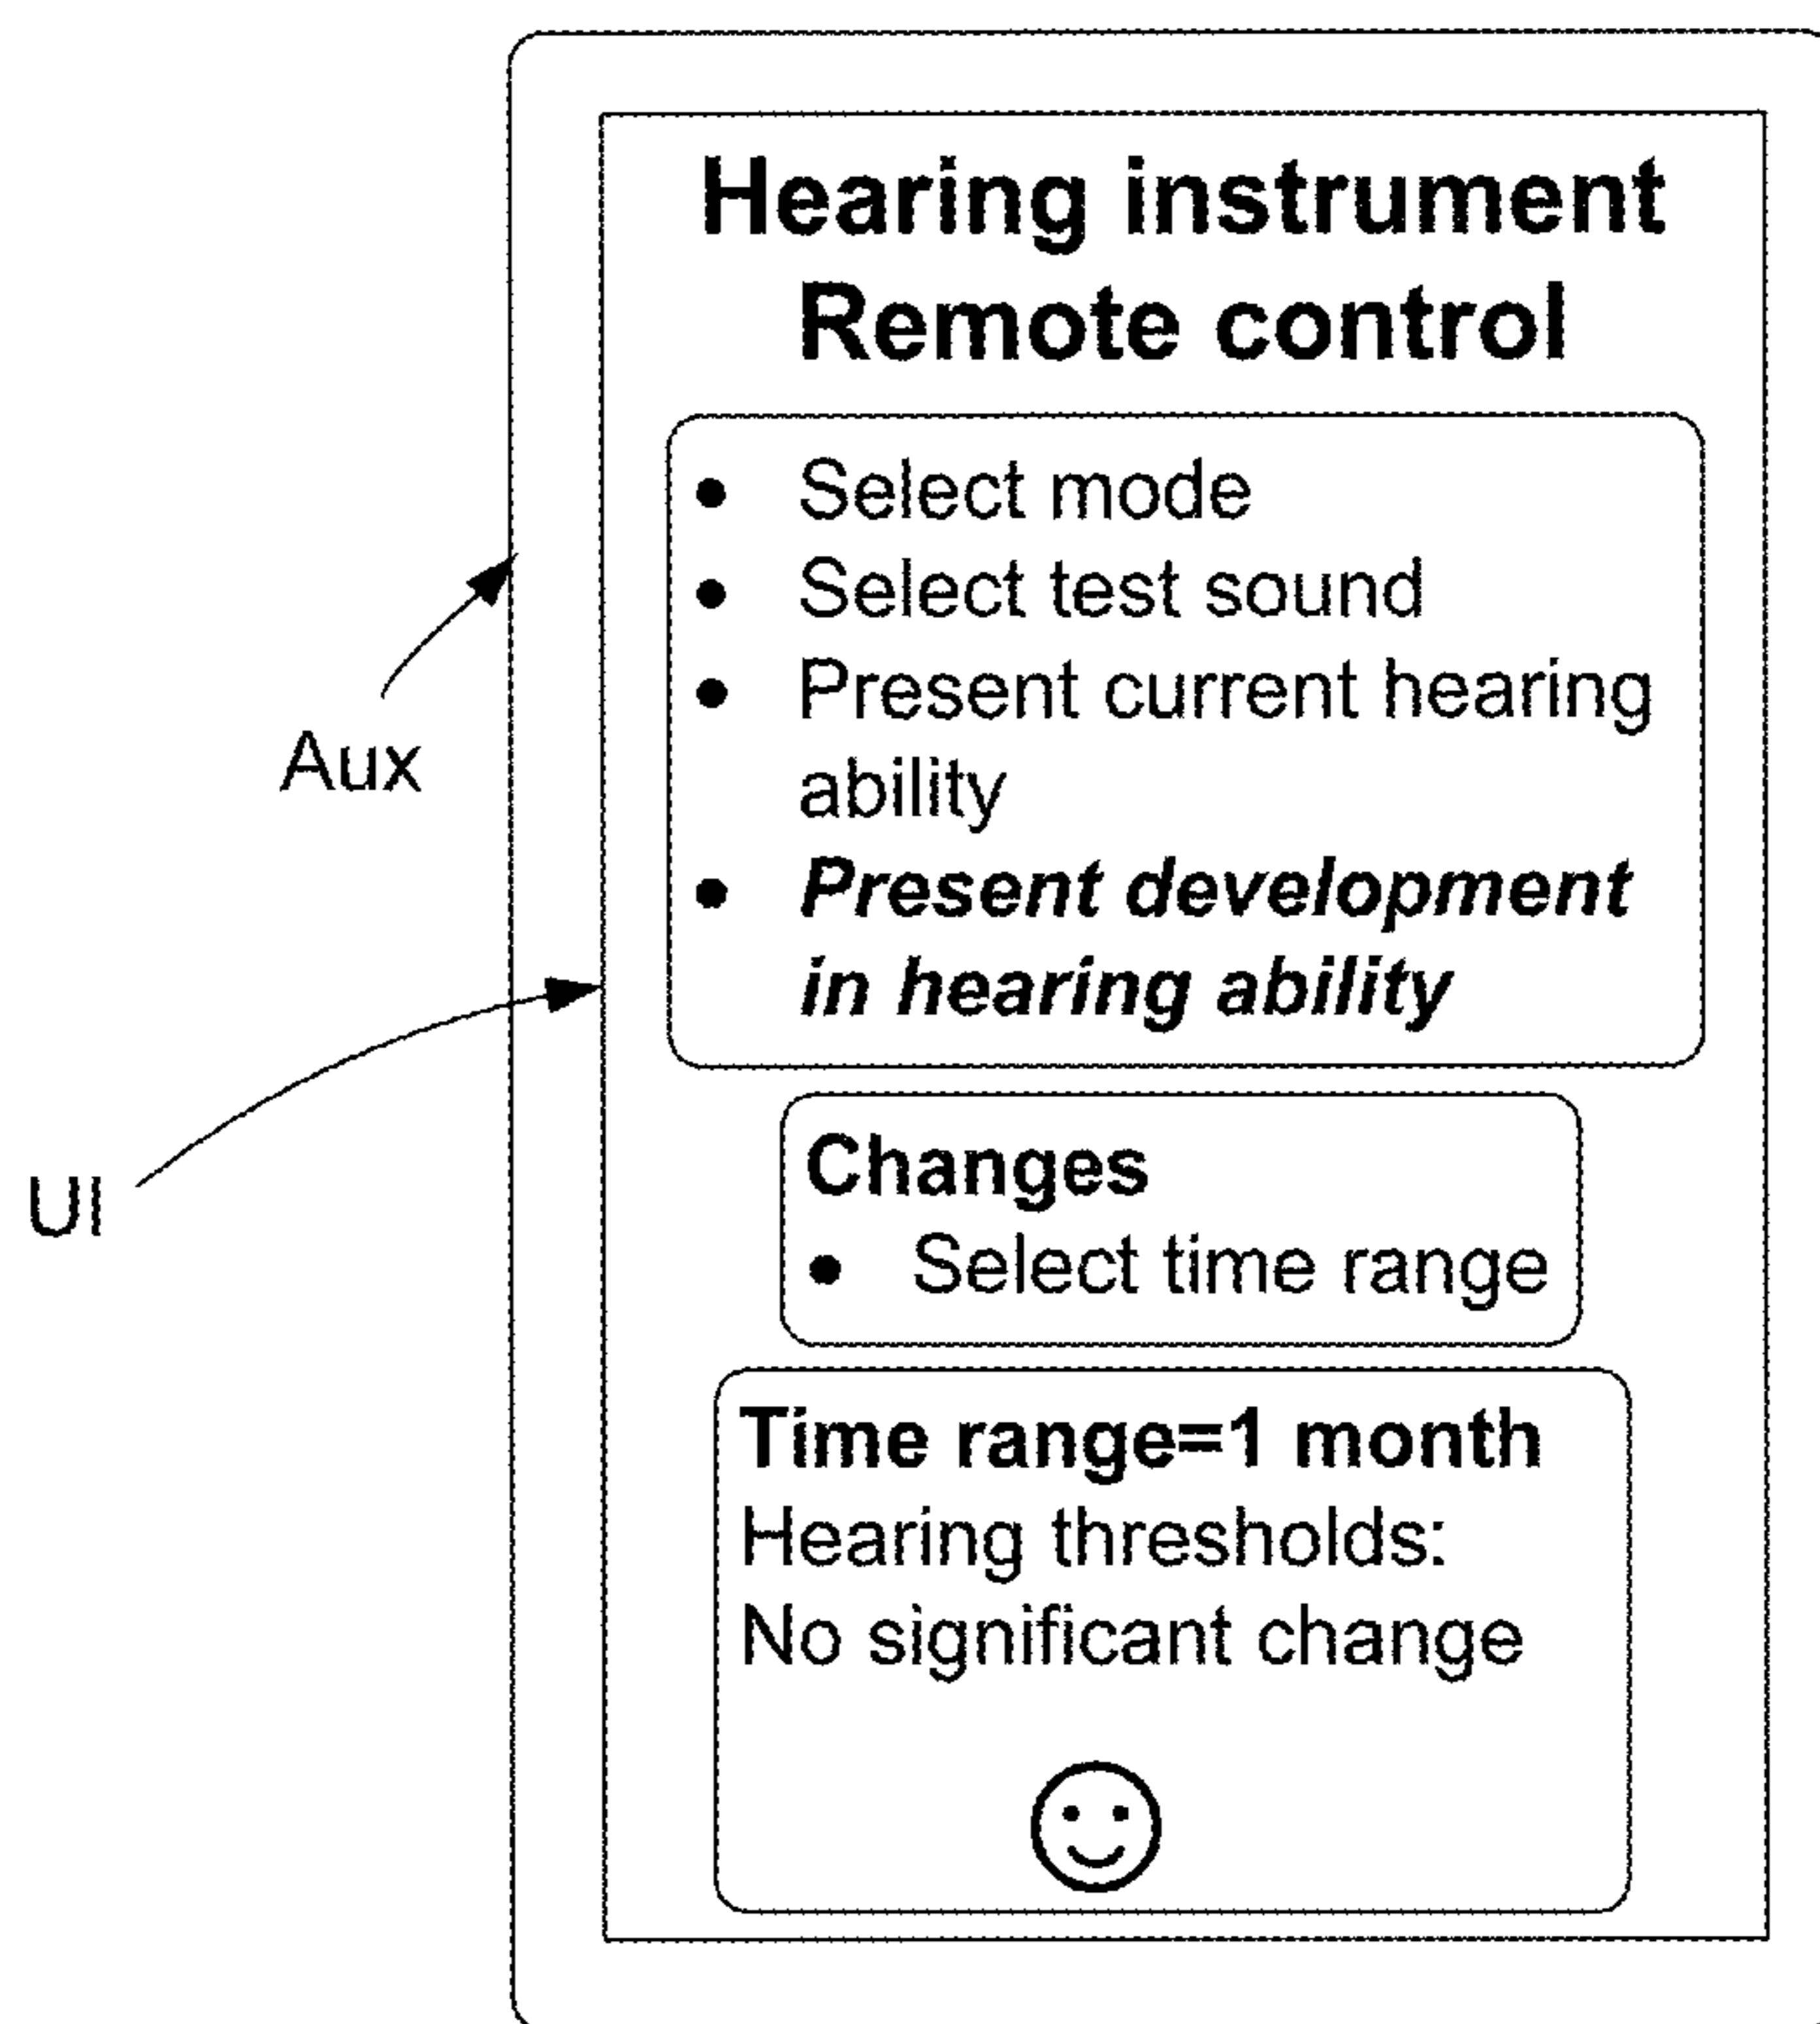 Hearing instrument
Remote control
• Select mode
• Select test sound
• Present current hearing
ability
• Present development
in hearing ability
Aux
UI
Changes
• Select time range
Time range=1 month
Hearing thresholds:
No significant change